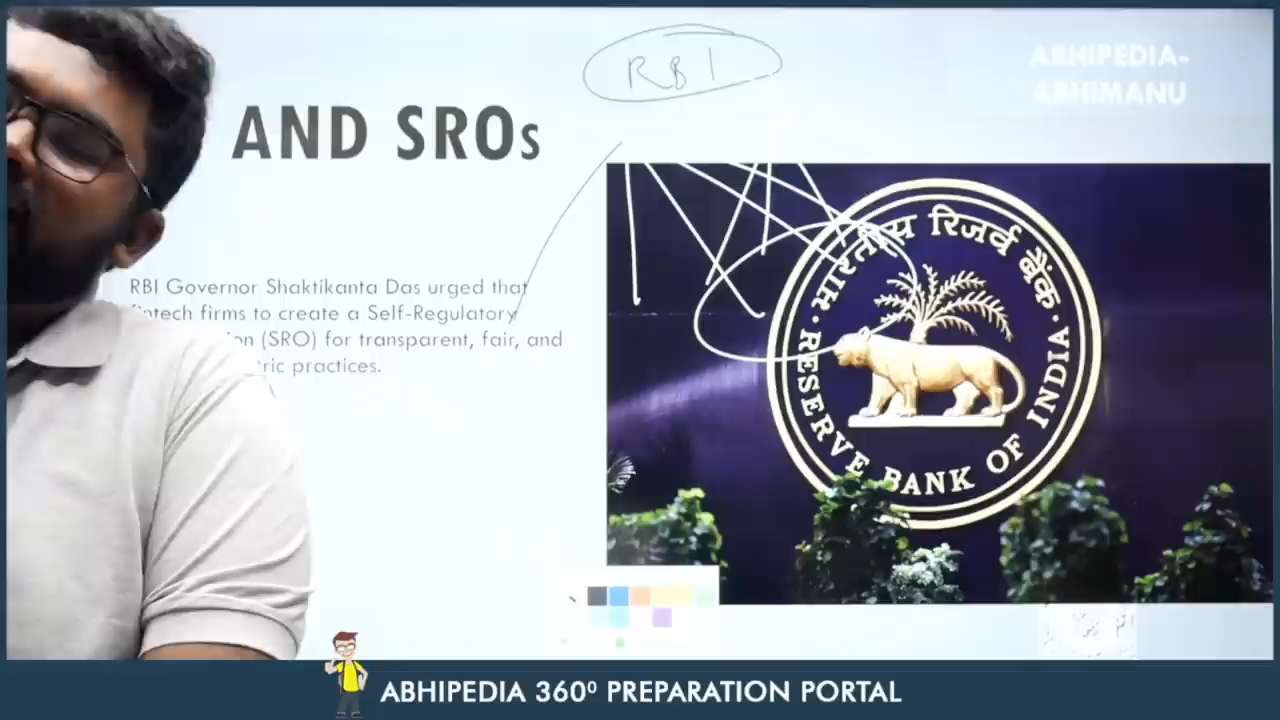 RBI
ABHIPEDIA-
ABHIMANU
AND SROs
RBI Governor Shaktikanta Das urged that
fintech firms to create a Self-Regulatory
(SRO) for transparent, fair, and
practices.
भारतीय रिज़र्व बैंक
RESERVE BANK OF INDIA
ABHIPEDIA 360⁰ PREPARATION PORTAL